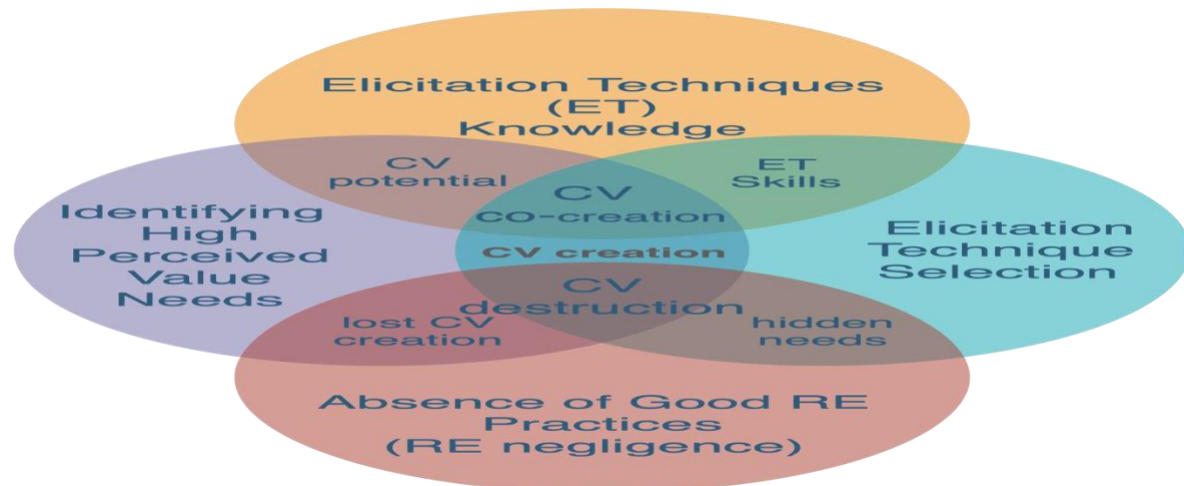 Elicitation Techniques
(ET)
Knowledge
CV
potential
ET
Skills
CV
co-creation
Identifying
High
Perceived
Value
Needs
CV creation
Elicitation
Technique
Selection
CV
destruction
lost CV
creation
hidden
needs
Absence of Good RE
Practices
(RE negligence)